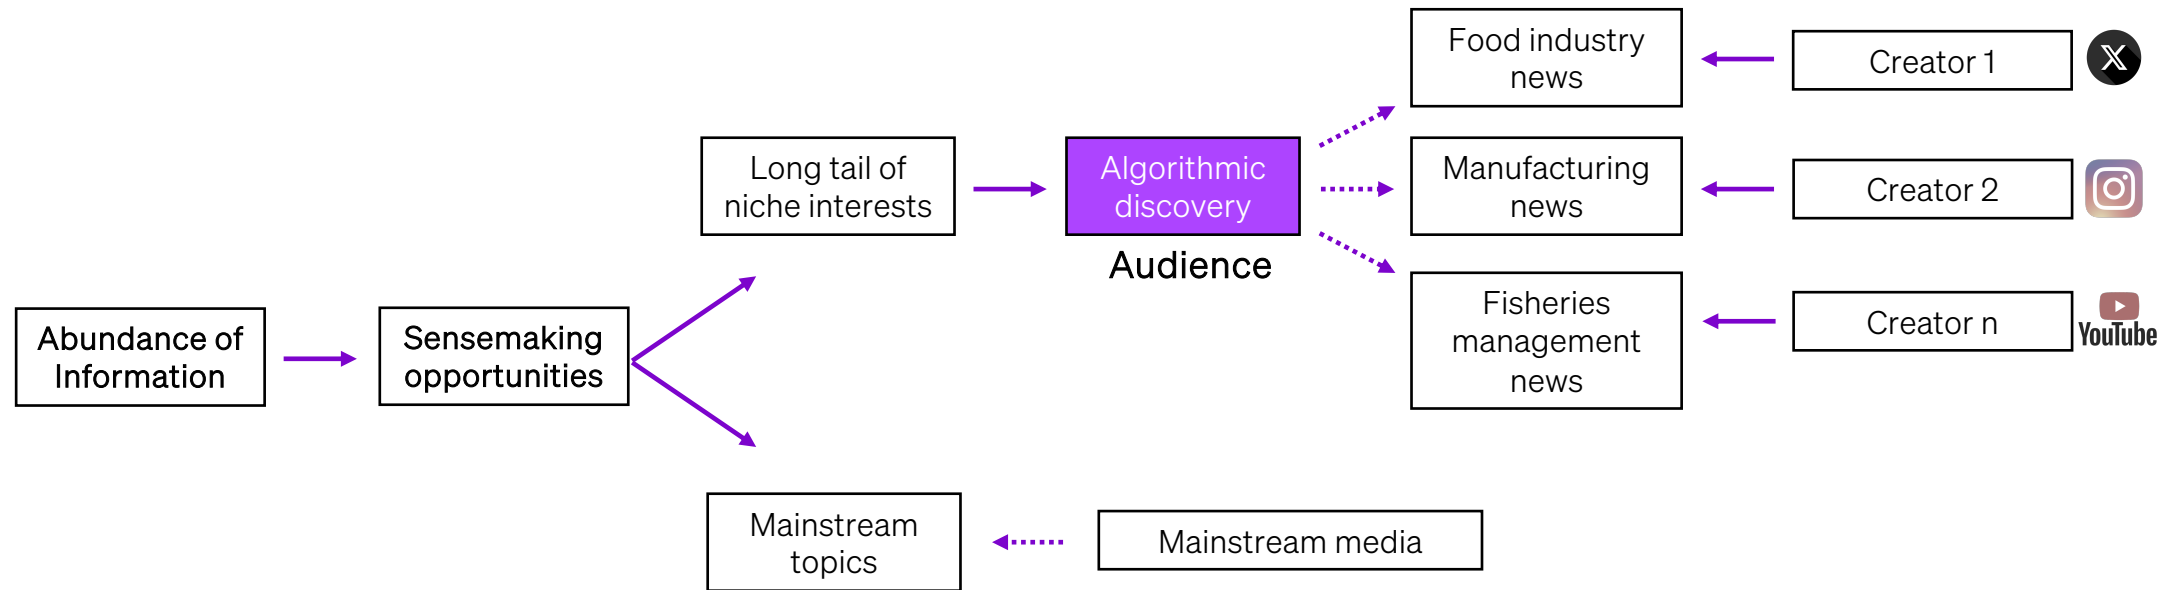 Abundance of
Information
Sensemaking
opportunities
Long tail of
niche interests
Mainstream
topics
Algorithmic
discovery
Audience
Mainstream media
Food industry
news
Manufacturing
news
Fisheries
management
news
Creator 1
Creator 2
Creator n
YouTube